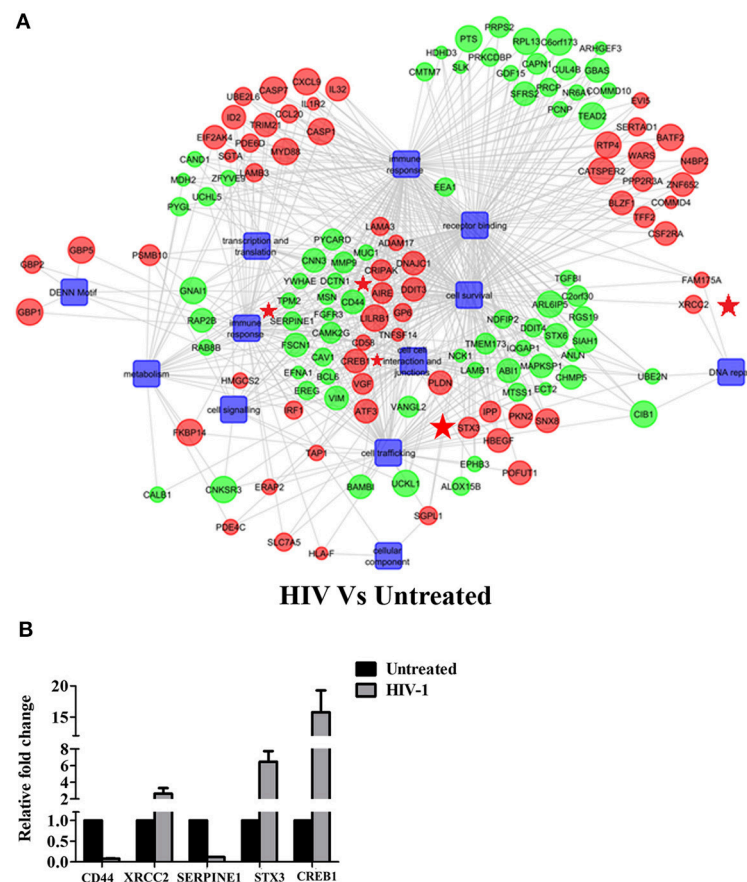 A
PRPS2
PTS
RPL13
C6orf173
HDHD3
PRKCDBP
ARHGEF3
CMTM7
SLK
CAPN1
CUL4B
GBAS
GDF15
SFRS2
PRCP
NR6A1
COMMD10
PCNP
TEAD2
CXCL9
CASP7
IL32
UBE2L6
IL1R2
ID2
CCL20
TRIM21
CASP1
EIF2AK4
PDE6D
MYD88
SGTA
CAND1
LAMB3
MDH2
ZFYVE9
UCHL5
PYGL
EVI5
SERTAD1
BATF2
RTP4
WARS
N4BP2
CATSPER2
PPP2R3A
ZNF652
BLZF1
COMMD4
TFF2
CSF2RA
immune
response
EEA1
receptor binding
transcription and
translation
LAMA3
PYCARD
ADAM17
MUC1
CNN3
MMP9
DNAJC1
CRIPAK
YWHAE
DCTN1
DDIT3
MSN
CD44
AIRE
TPM2
FGFR3
GP6
SERPINE1
LILRB1
CAMK2G
TNFSF14
FSCN1
CD58
CAV1
CREB1
cell cell
interaction and
junctions
EFNA1
BCL6
VGF
EREG
VIM
ATF3
PLDN
VANGL2
cell survival
GBP5
GBP2
PSMB10
DENN Motif
GBP1
GNAI1
RAP2B
RAB8B
immune
response
metabolism
HMGCS2
cell signalling
IRF1
FKBP14
TAP1
CALB1
CNKSR3
ERAP2
PDE4C
SLC7A5
HLA-F
TGFBI
C2orf30
ARL6IP5
RGS19
NDFIP2
DDIT4
STX6
SIAH1
TMEM173
IQGAP1
ANLN
NCK1
MAPKSP1
LAMB1
ABI1
CHMP5
ECT2
MTSS1
UBE2N
CIB1
FAM175A
XRCC2
DNA repr
IPP
PKN2
SNX8
STX3
HBEGF
cell trafficking
EPHB3
POFUT1
BAMBI
UCKL1
ALOX15B
SGPL1
cellular
component
HIV Vs Untreated
B
Untreated
HIV-1
Relative fold change
20
15
8
6
4
2
1.0
0.5
0.0
CD44 XRCC2 SERPINE1 STX3 CREB1